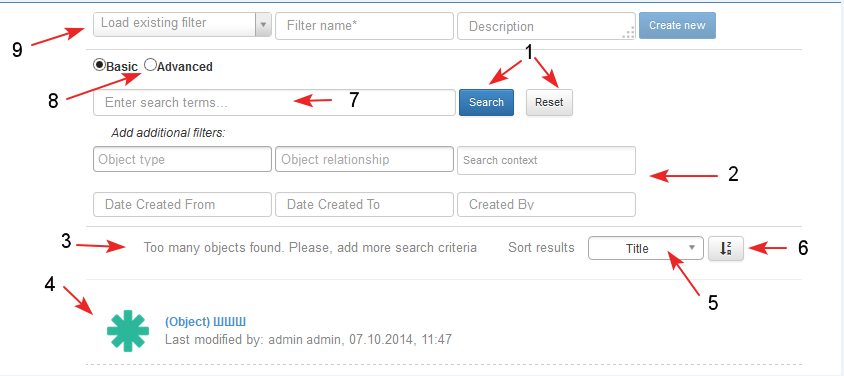 9
Load existing filter
Filter name*
Description
Create new
Basic
Advanced
8
1
Enter search terms...
7
Search
Reset
Add additional filters:
Object type
Object relationship
Search context
2
Date Created From
Date Created To
Created By
3
Too many objects found. Please, add more search criteria
Sort results
Title
6
5
4
(Object) ШШШ
Last modified by: admin admin, 07.10.2014, 11:47